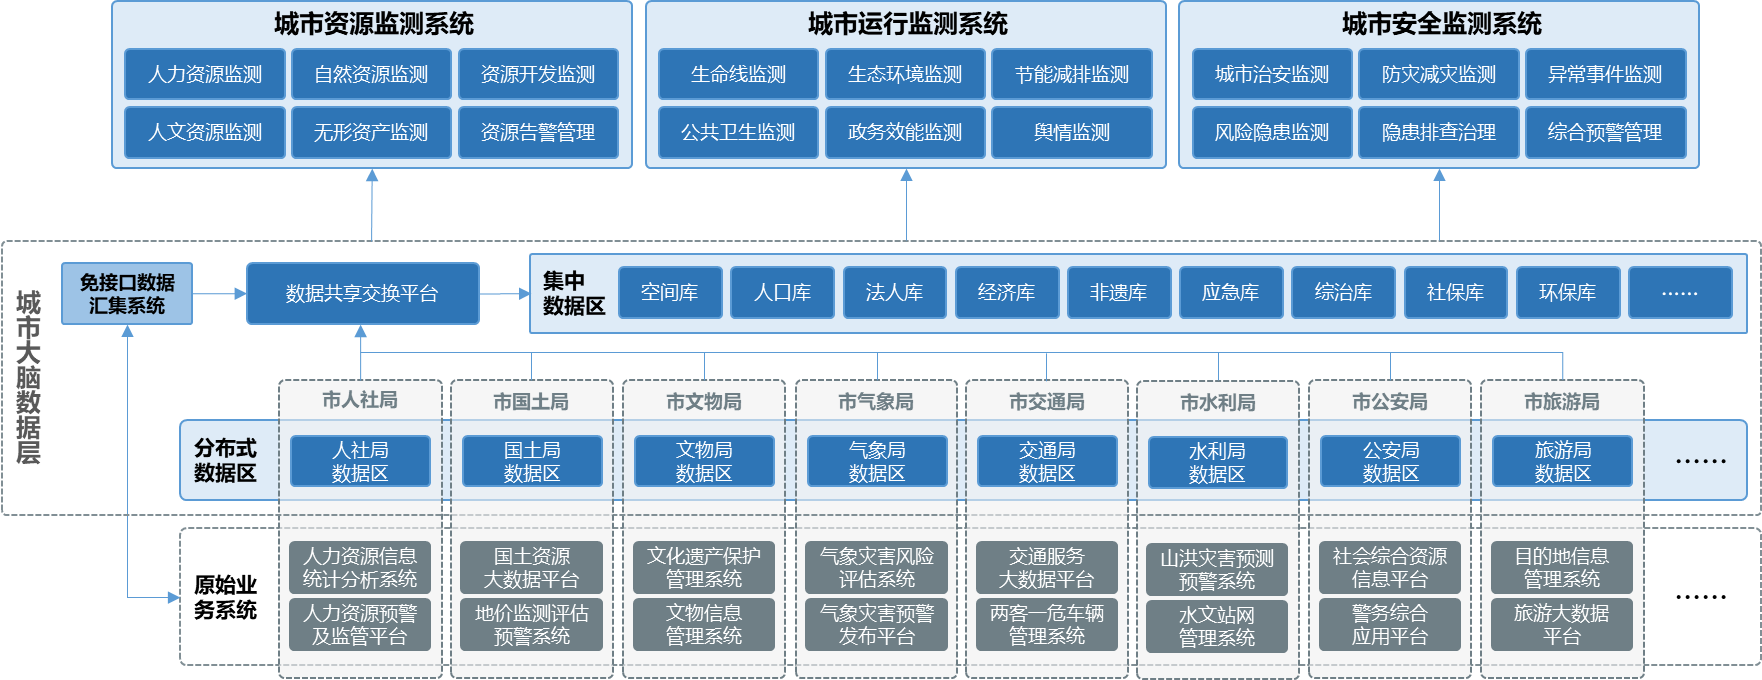 城市资源监测系统
人力资源监测
自然资源监测
资源开发监测
人文资源监测
无形资产监测
资源告警管理
城市运行监测系统
生命线监测
生态环境监测
节能减排监测
公共卫生监测
政务效能监测
舆情监测
城市安全监测系统
城市治安监测
防灾减灾监测
异常事件监测
风险隐患监测
隐患排查治理
综合预警管理
城市大脑数据层
免接口数据
汇集系统
数据共享交换平台
集中
数据区
空间库
人口库
法人库
经济库
非遗库
应急库
综治库
社保库
环保库
……
市人社局
市国土局
市文物局
市气象局
市交通局
市水利局
市公安局
市旅游局
分布式
数据区
人社局
数据区
国土局
数据区
文物局
数据区
气象局
数据区
交通局
数据区
水利局
数据区
公安局
数据区
旅游局
数据区
……
原始业
务系统
人力资源信息
统计分析系统
国土资源
大数据平台
文化遗产保护
管理系统
气象灾害风险
评估系统
交通服务
大数据平台
山洪灾害预测
预警系统
社会综合资源
信息平台
目的地信息
管理系统
人力资源预警
及监管平台
地价监测评估
预警系统
文物信息
管理系统
气象灾害预警
发布平台
两客一危车辆
管理系统
水文站网
管理系统
警务综合
应用平台
旅游大数据
平台
……